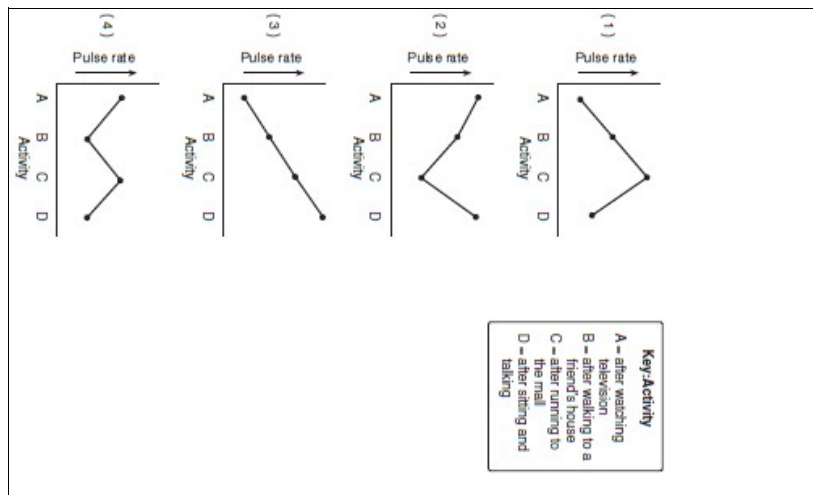 ( 1 )
Pulse rate
A B C D
Activity
( 2 )
Pulse rate
A B C D
Activity
( 3 )
Pulse rate
A B C D
Activity
( 4 )
Pulse rate
A B C D
Activity
Key:Activity
A – after watching
television
B – after walking to a
friend's house
C – after running to
the mall
D – after sitting and
talking